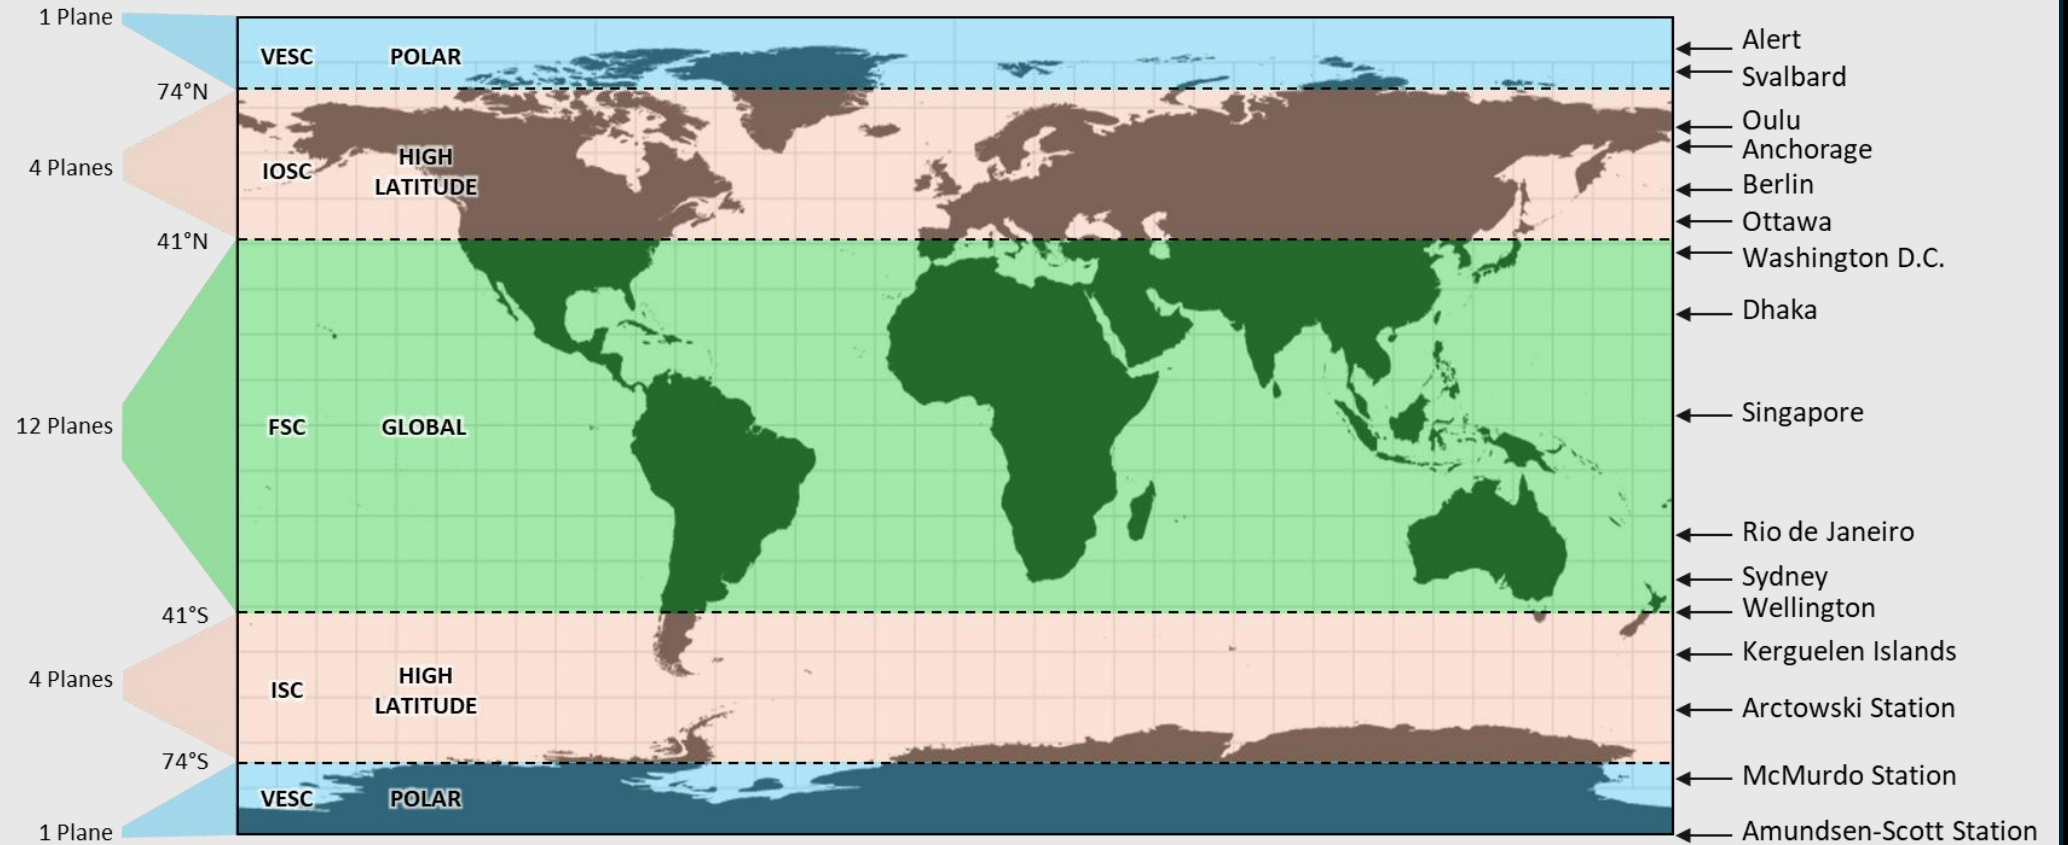 1 Plane
74°N
4 Planes
41°N
12 Planes
41°S
4 Planes
74°S
1 Plane
VESC POLAR
IOSC HIGH
LATITUDE
FSC GLOBAL
ISC HIGH
LATITUDE
VESC POLAR
Alert
Svalbard
Oulu
Anchorage
Berlin
Ottawa
Washington D.C.
Dhaka
Singapore
Rio de Janeiro
Sydney
Wellington
Kerguelen Islands
Arctowski Station
McMurdo Station
Amundsen-Scott Station